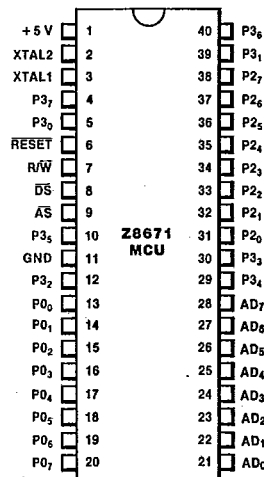 +5 V 1 40 P3₆
XTAL2 2 39 P3₁
XTAL1 3 38 P2₇
P3₇ 4 37 P2₆
P3₀ 5 36 P2₅
RESET 6 35 P2₄
R/W 7 34 P2₃
DS 8 33 P2₂
AS 9 32 P2₁
P3₅ 10 Z8671 31 P2₀
GND 11 MCU 30 P3₃
P3₂ 12 29 P3₄
P0₀ 13 28 AD₇
P0₁ 14 27 AD₆
P0₂ 15 26 AD₅
P0₃ 16 25 AD₄
P0₄ 17 24 AD₃
P0₅ 18 23 AD₂
P0₆ 19 22 AD₁
P0₇ 20 21 AD₀